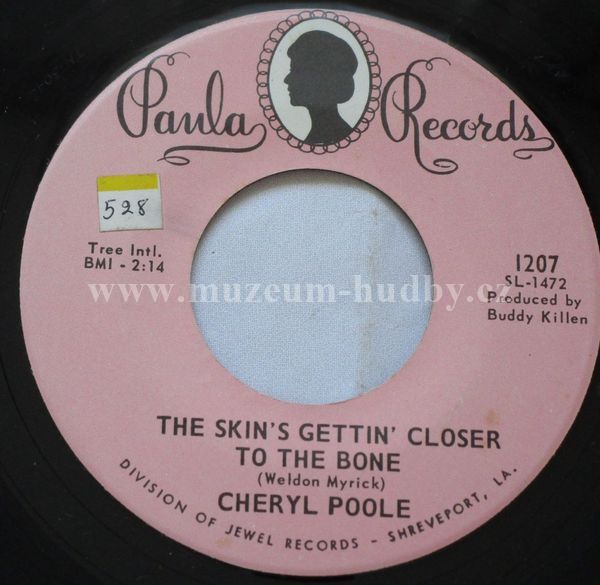 Paula Records
528
Tree Intl.
BMI - 2:14
1207
SL-1472
Produced by
Buddy Killen
www.muzeum-hudby.cz
THE SKIN'S GETTIN' CLOSER
TO THE BONE
(Weldon Myrick)
CHERYL POOLE
DIVISION OF JEWEL RECORDS - SHREVEPORT, LA.